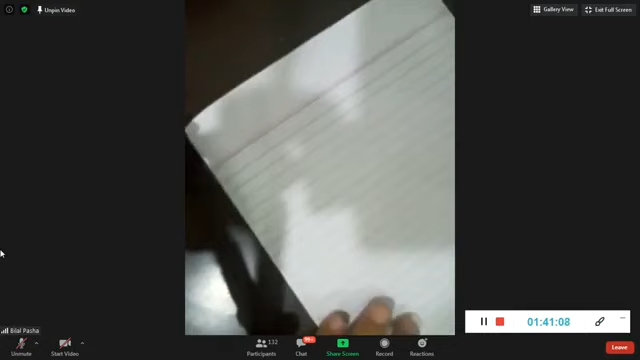 Unpin Video
Gallery View
Exit Full Screen
Bilal Pasha
01:41:08
Unmute
Start Video
132
Participants
Chat
Share Screen
Record
Reactions
Leave